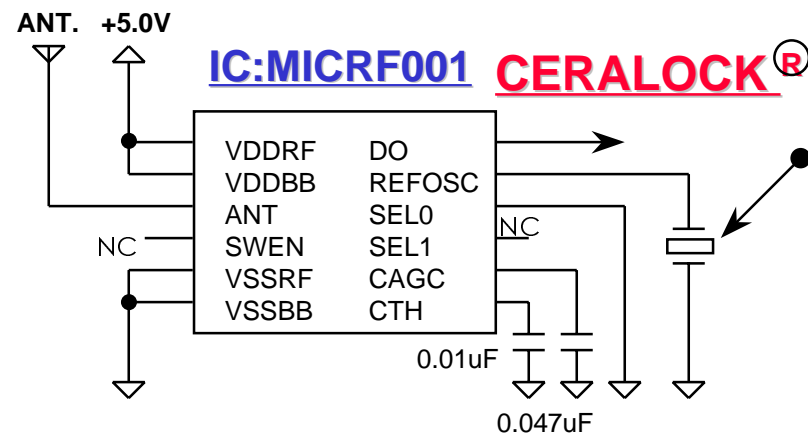 ANT. +5.0V
IC:MICRF001 CERALOCK ®
VDDRF DO
VDDBB REFOSC
ANT SEL0
NC SWEN SEL1 NC
VSSRF CAGC
VSSBB CTH
0.01uF
0.047uF